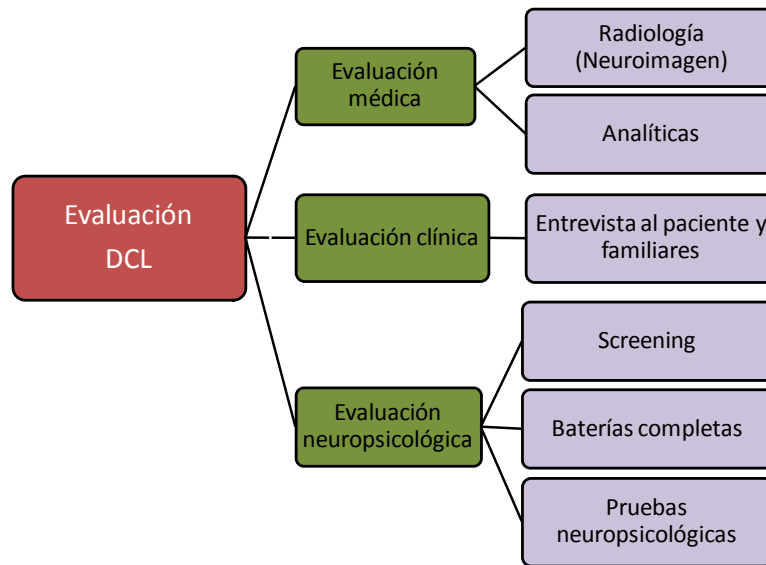 Evaluación
DCL
Evaluación
médica
Radiología
(Neuroimagen)
Analíticas
Evaluación clínica
Entrevista al paciente y
familiares
Evaluación
neuropsicológica
Screening
Baterías completas
Pruebas
neuropsicológicas